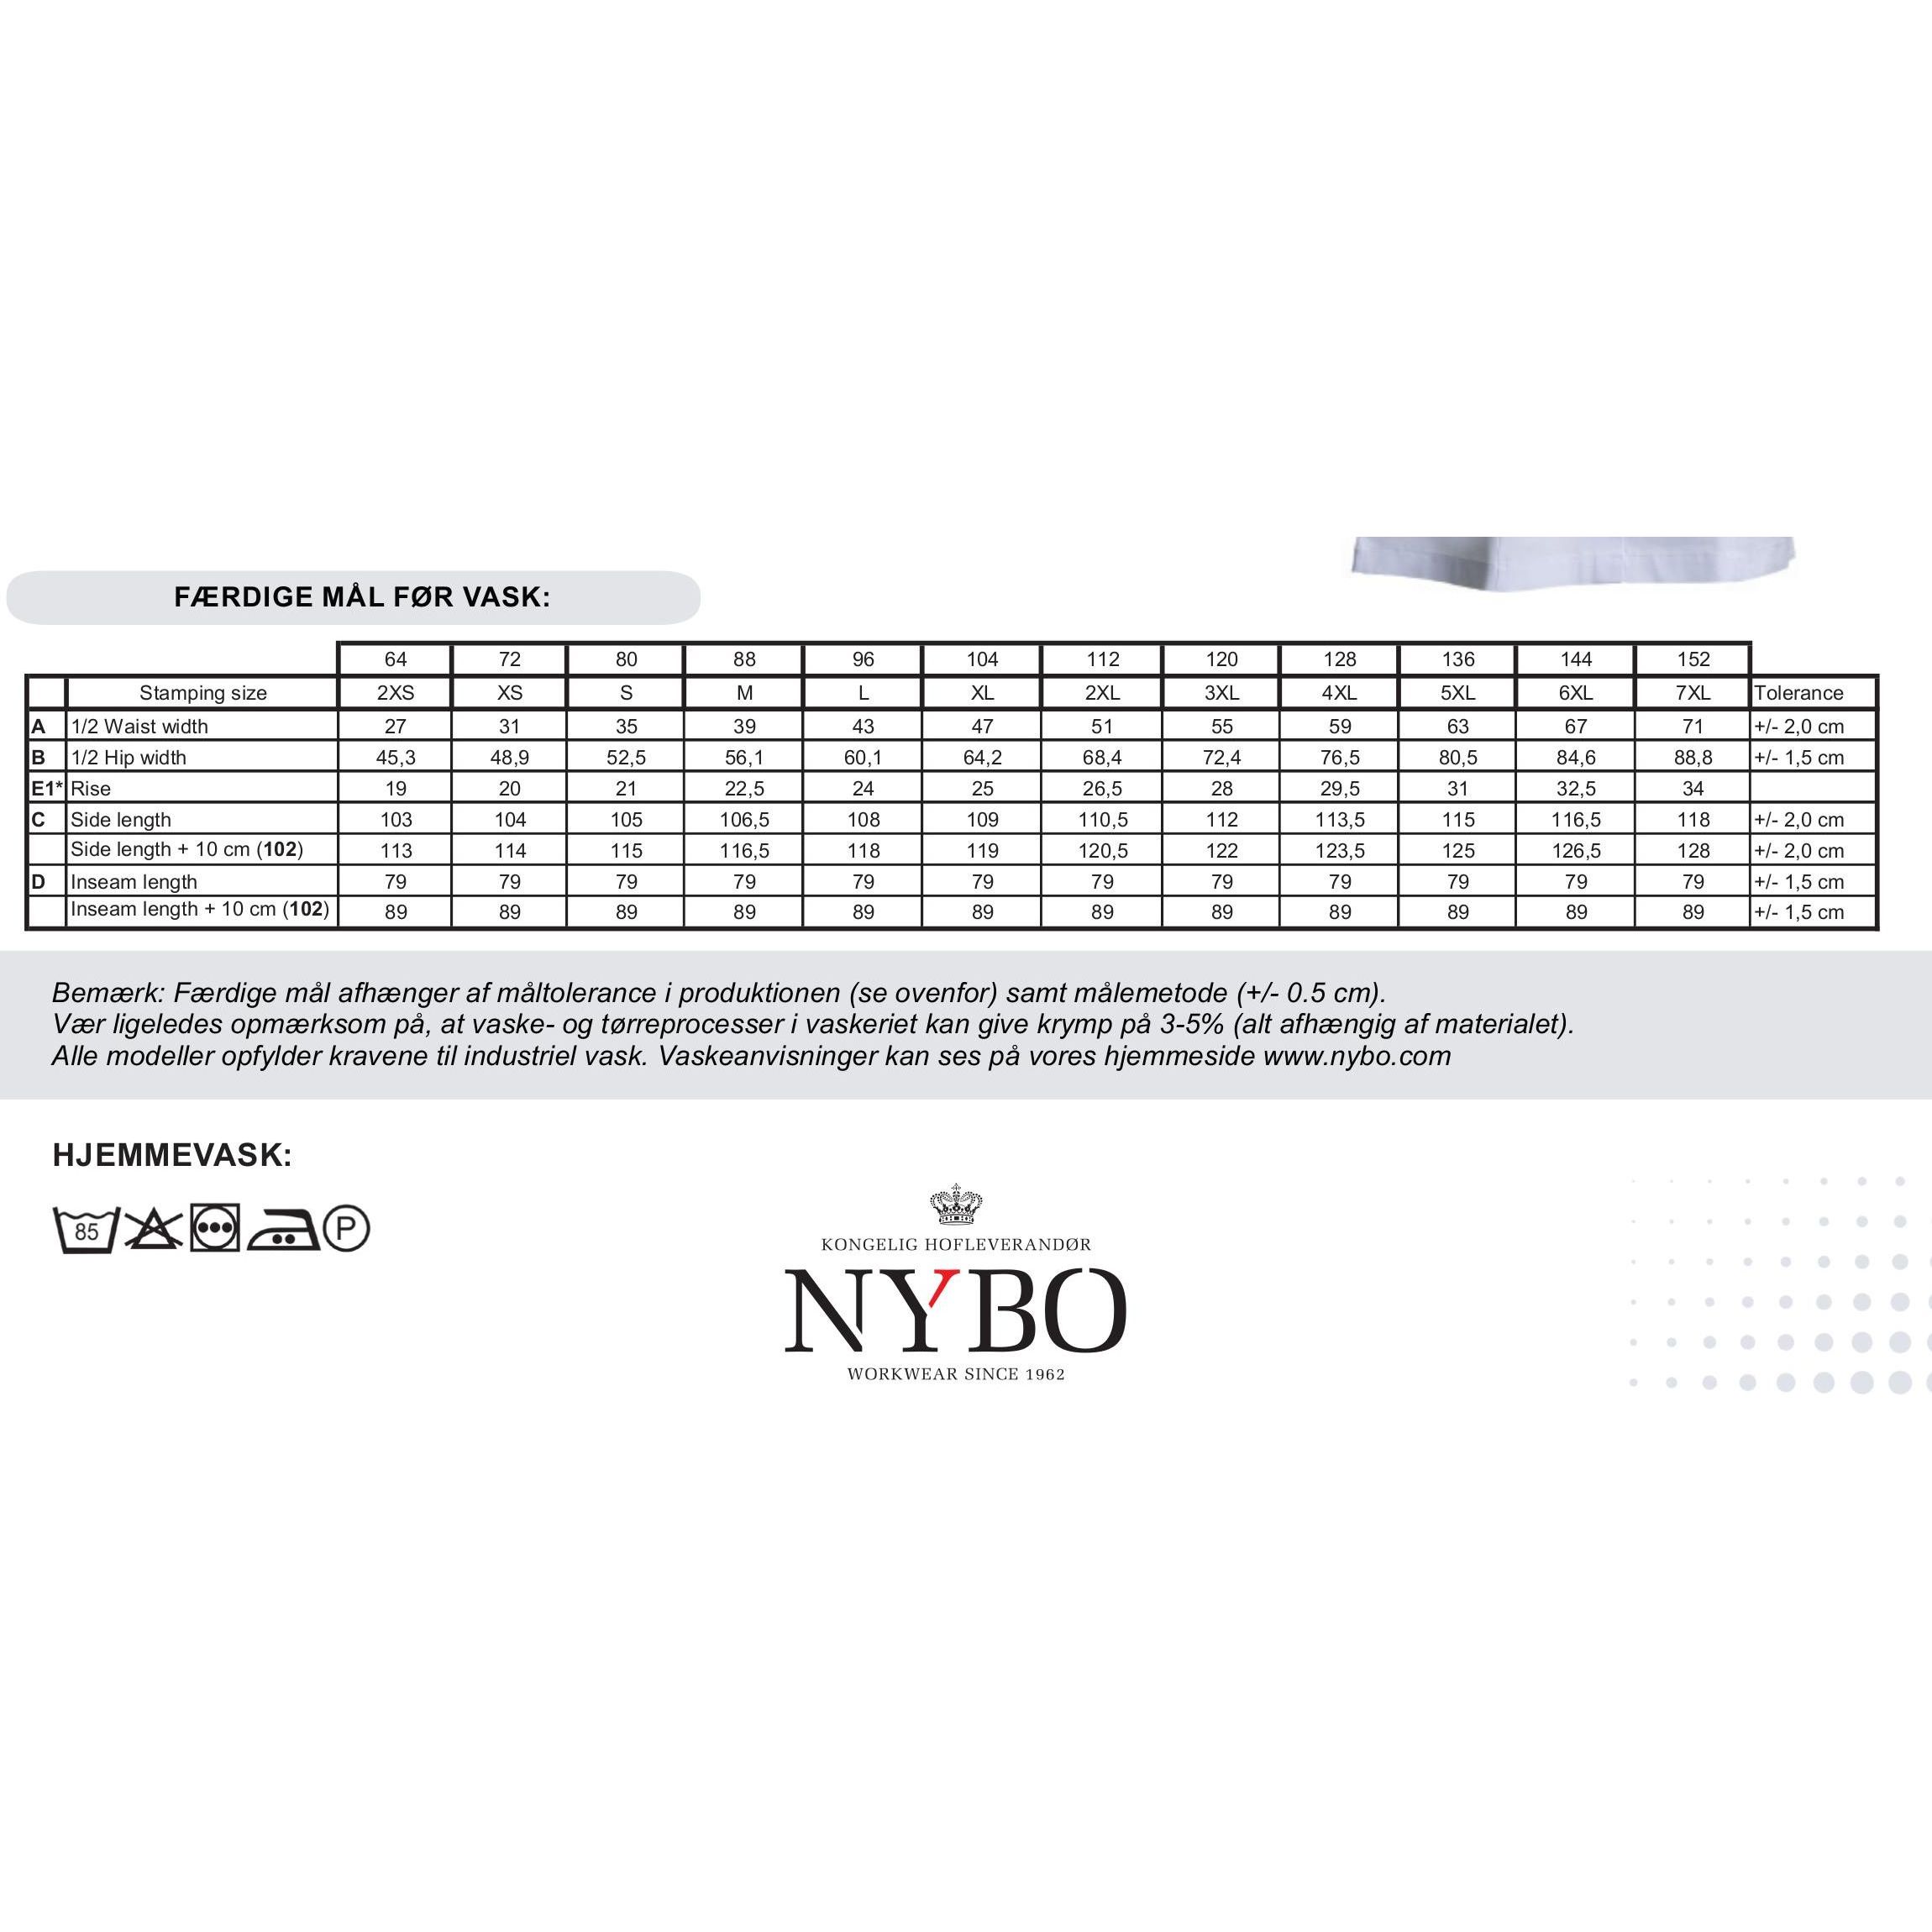 FÆRDIGE MÅL FØR VASK:
64 72 80 88 96 104 112 120 128 136 144 152
Stamping size 2XS XS S M L XL 2XL 3XL 4XL 5XL 6XL 7XL Tolerance
A 1/2 Waist width 27 31 35 39 43 47 51 55 59 63 67 71 +/- 2,0 cm
B 1/2 Hip width 45,3 48,9 52,5 56,1 60,1 64,2 68,4 72,4 76,5 80,5 84,6 88,8 +/- 1,5 cm
E1* Rise 19 20 21 22,5 24 25 26,5 28 29,5 31 32,5 34
C Side length 103 104 105 106,5 108 109 110,5 112 113,5 115 116,5 118 +/- 2,0 cm
Side length + 10 cm (102) 113 114 115 116,5 118 119 120,5 122 123,5 125 126,5 128 +/- 2,0 cm
D Inseam length 79 79 79 79 79 79 79 79 79 79 79 79 +/- 1,5 cm
Inseam length + 10 cm (102) 89 89 89 89 89 89 89 89 89 89 89 89 +/- 1,5 cm
Bemærk: Færdige mål afhænger af måltolerance i produktionen (se ovenfor) samt målemetode (+/- 0.5 cm).
Vær ligeledes opmærksom på, at vaske- og tørreprocesser i vaskeriet kan give krymp på 3-5% (alt afhængig af materialet).
Alle modeller opfylder kravene til industriel vask. Vaskeanvisninger kan ses på vores hjemmeside www.nybo.com
HJEMMEVASK:
85 P
KONGELIG HOFLEVERANDØR
NYBO
WORKWEAR SINCE 1962